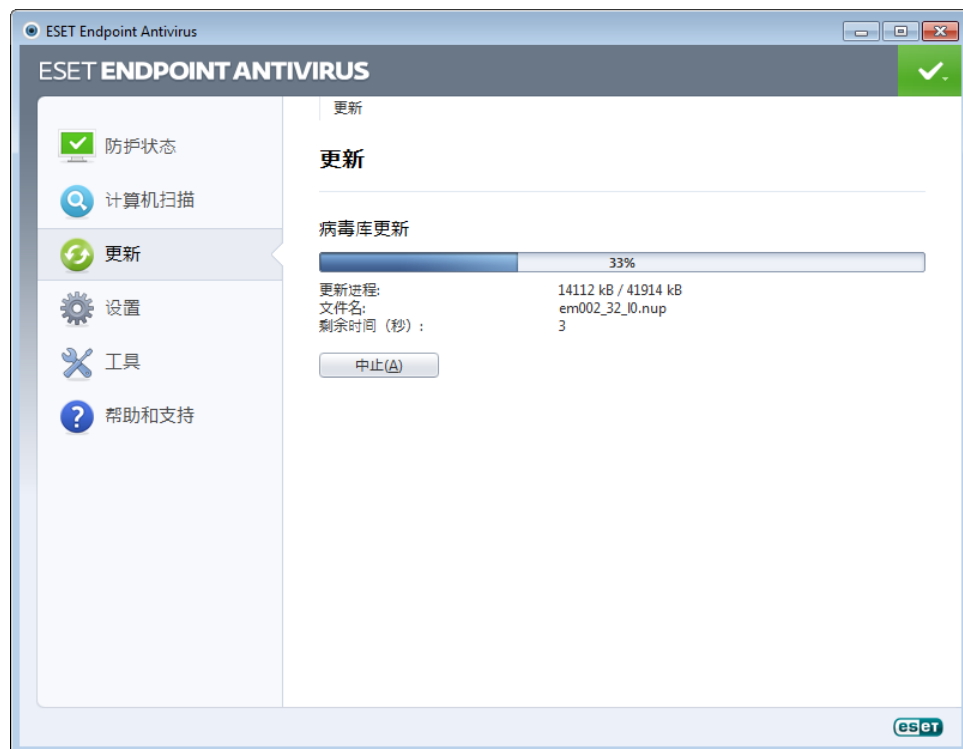 ESET Endpoint Antivirus
ESET ENDPOINT ANTIVIRUS
防护状态
计算机扫描
更新
设置
工具
帮助和支持
更新
更新
病毒库更新
33%
更新进程: 14112 kB / 41914 kB
文件名: em002_32_l0.nup
剩余时间（秒）: 3
中止(A)
eseT